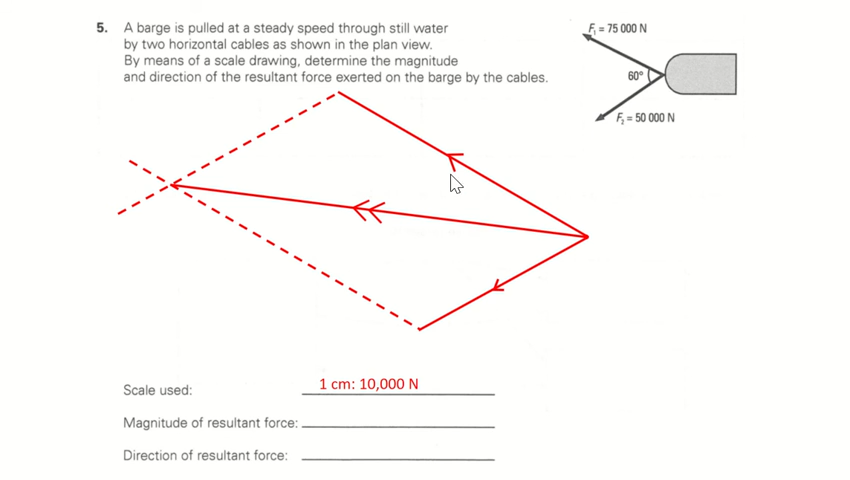 5. A barge is pulled at a steady speed through still water
by two horizontal cables as shown in the plan view.
By means of a scale drawing, determine the magnitude
and direction of the resultant force exerted on the barge by the cables.
F₁ = 75 000 N
60°
F₂ = 50 000 N
Scale used: 1 cm: 10,000 N
Magnitude of resultant force:
Direction of resultant force: